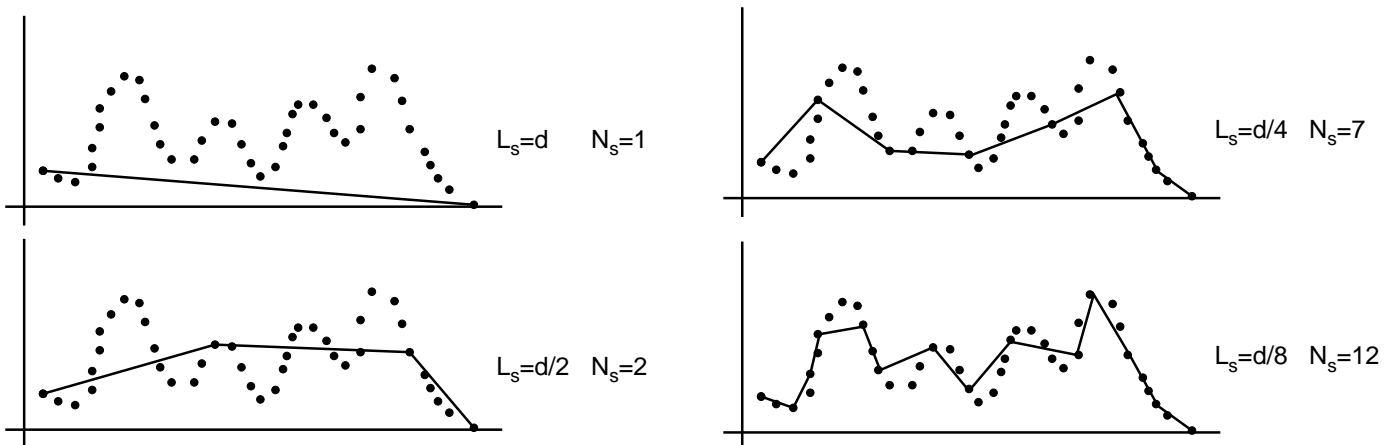 Lₛ=d Nₛ=1
Lₛ=d/4 Nₛ=7
Lₛ=d/2 Nₛ=2
Lₛ=d/8 Nₛ=12